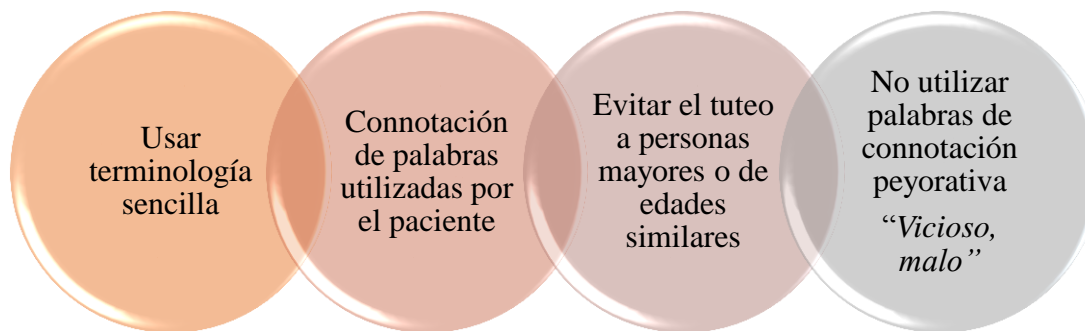 Usar
terminología
sencilla
Connotación
de palabras
utilizadas por
el paciente
Evitar el tuteo
a personas
mayores o de
edades
similares
No utilizar
palabras de
connotación
peyorativa
“Vicioso,
malo”